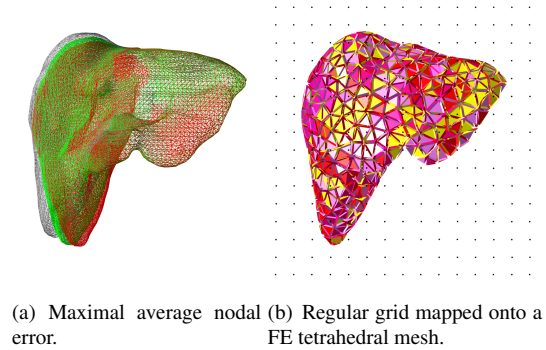 (a) Maximal average nodal
error.
(b) Regular grid mapped onto a
FE tetrahedral mesh.